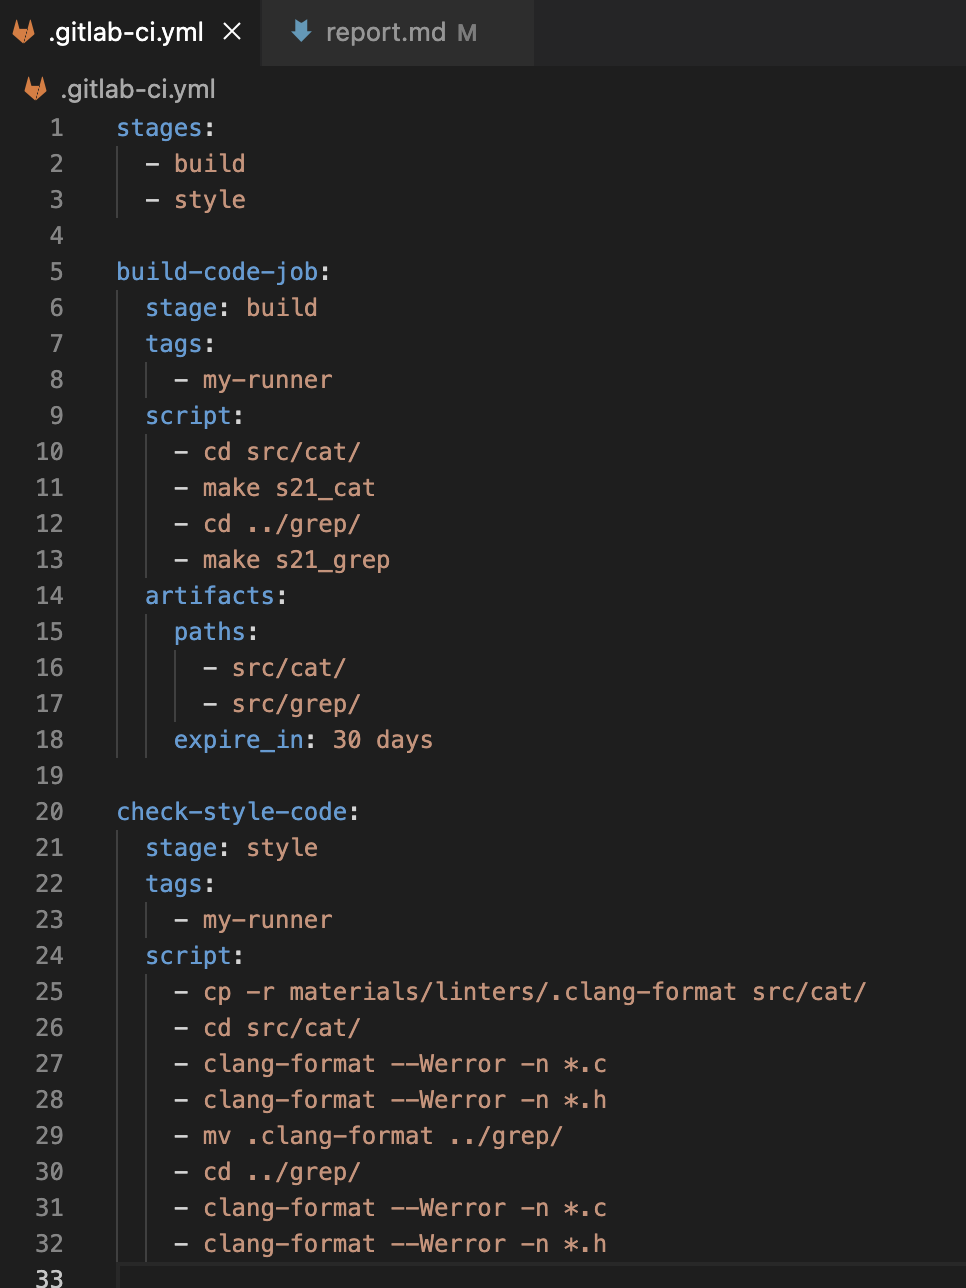 .gitlab-ci.yml × report.md M
.gitlab-ci.yml
1 stages:
2   - build
3   - style
4
5 build-code-job:
6   stage: build
7   tags:
8     - my-runner
9   script:
10     - cd src/cat/
11     - make s21_cat
12     - cd ../grep/
13     - make s21_grep
14   artifacts:
15     paths:
16       - src/cat/
17       - src/grep/
18     expire_in: 30 days
19
20 check-style-code:
21   stage: style
22   tags:
23     - my-runner
24   script:
25     - cp -r materials/linters/.clang-format src/cat/
26     - cd src/cat/
27     - clang-format --Werror -n *.c
28     - clang-format --Werror -n *.h
29     - mv .clang-format ../grep/
30     - cd ../grep/
31     - clang-format --Werror -n *.c
32     - clang-format --Werror -n *.h
33